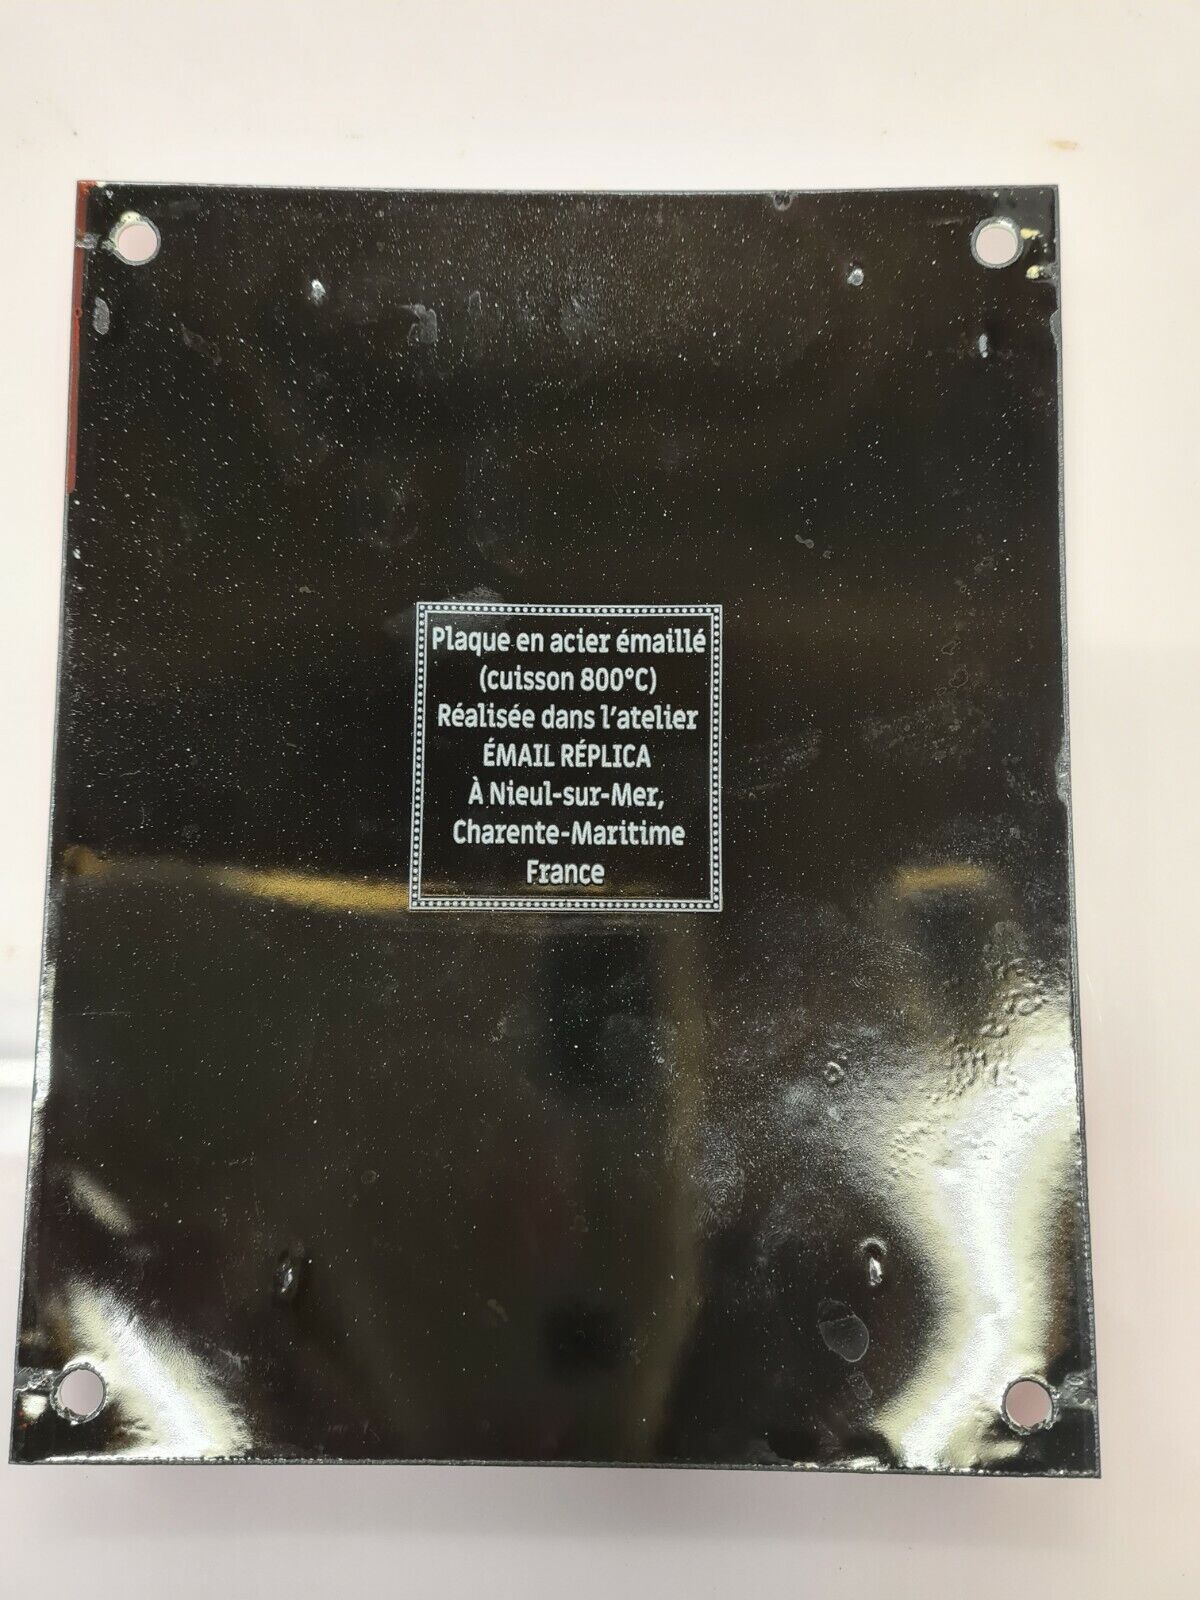 Plaque en acier émaillé
(cuisson 800°C)
Réalisée dans l'atelier
ÉMAIL RÉPLICA
À Nieul-sur-Mer,
Charente-Maritime
France